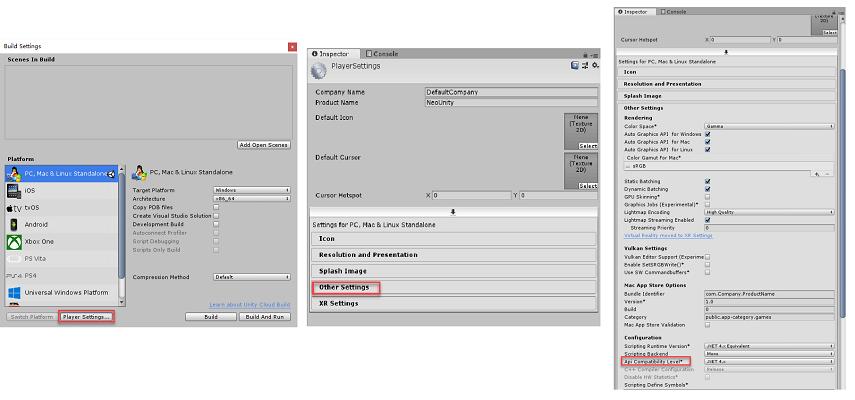 Build Settings
Scenes In Build
Add Open Scenes
Platform
PC, Mac & Linux Standalone
iOS
tvOS
Android
Xbox One
PS Vita
PS4
Universal Windows Platform
Switch Platform
Player Settings...
PC, Mac & Linux Standalone
Target Platform Windows
Architecture x86_64
Copy PDB files
Create Visual Studio Solution
Development Build
Autoconnect Profiler
Script Debugging
Scripts Only Build
Compression Method Default
Learn about Unity Cloud Build
Build
Build And Run
Inspector
Console
PlayerSettings
Company Name DefaultCompany
Product Name NeoUnity
Default Icon
None
(Texture
2D)
Select
Default Cursor
None
(Texture
2D)
Select
Cursor Hotspot X 0 Y 0
Settings for PC, Mac & Linux Standalone
Icon
Resolution and Presentation
Splash Image
Other Settings
XR Settings
Inspector
Console
(Texture
2D)
Select
Cursor Hotspot X 0 Y 0
Settings for PC, Mac & Linux Standalone
Icon
Resolution and Presentation
Splash Image
Other Settings
Rendering
Color Space* Gamma
Auto Graphics API for Windows
Auto Graphics API for Mac
Auto Graphics API for Linux
Color Gamut For Mac*
sRGB
Static Batching
Dynamic Batching
GPU Skinning*
Graphics Jobs (Experimental)*
Lightmap Encoding High Quality
Lightmap Streaming Enabled
Streaming Priority 0
Virtual Reality moved to XR Settings
Vulkan Settings
Vulkan Editor Support (Experime
Enable SetSRGBWrite()*
Use SW Commandbuffers*
Mac App Store Options
Bundle Identifier com.Company.ProductName
Version* 1.0
Build 0
Category public.app-category.games
Mac App Store Validation
Configuration
Scripting Runtime Version* .NET 4.x Equivalent
Scripting Backend Mono
Api Compatibility Level* .NET 4.x
C++ Compiler Configuration Release
Disable HW Statistics*
Scripting Define Symbols*